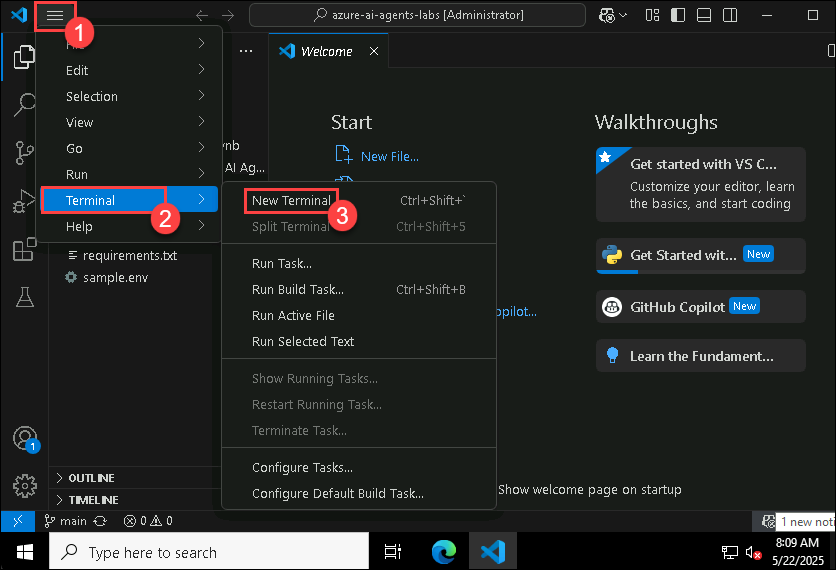 azure-ai-agents-labs [Administrator]
1
Edit
Selection
View
Go
Run
Terminal
2
Help
ynb
AI Ag...
requirements.txt
sample.env
Welcome
Start
New File...
opilot...
New Terminal
Ctrl+Shift+`
3
Split Terminal
Ctrl+Shift+5
Run Task...
Run Build Task...
Ctrl+Shift+B
Run Active File
Run Selected Text
Show Running Tasks...
Restart Running Task...
Terminate Task...
Configure Tasks...
Configure Default Build Task...
Walkthroughs
Get started with VS C...
Customize your editor, learn
the basics, and start coding
Get Started wit...
New
GitHub Copilot
New
Learn the Fundament...
Show welcome page on startup
1
OUTLINE
TIMELINE
main
0
0
1 new noti
Type here to search
8:09 AM
5/22/2025